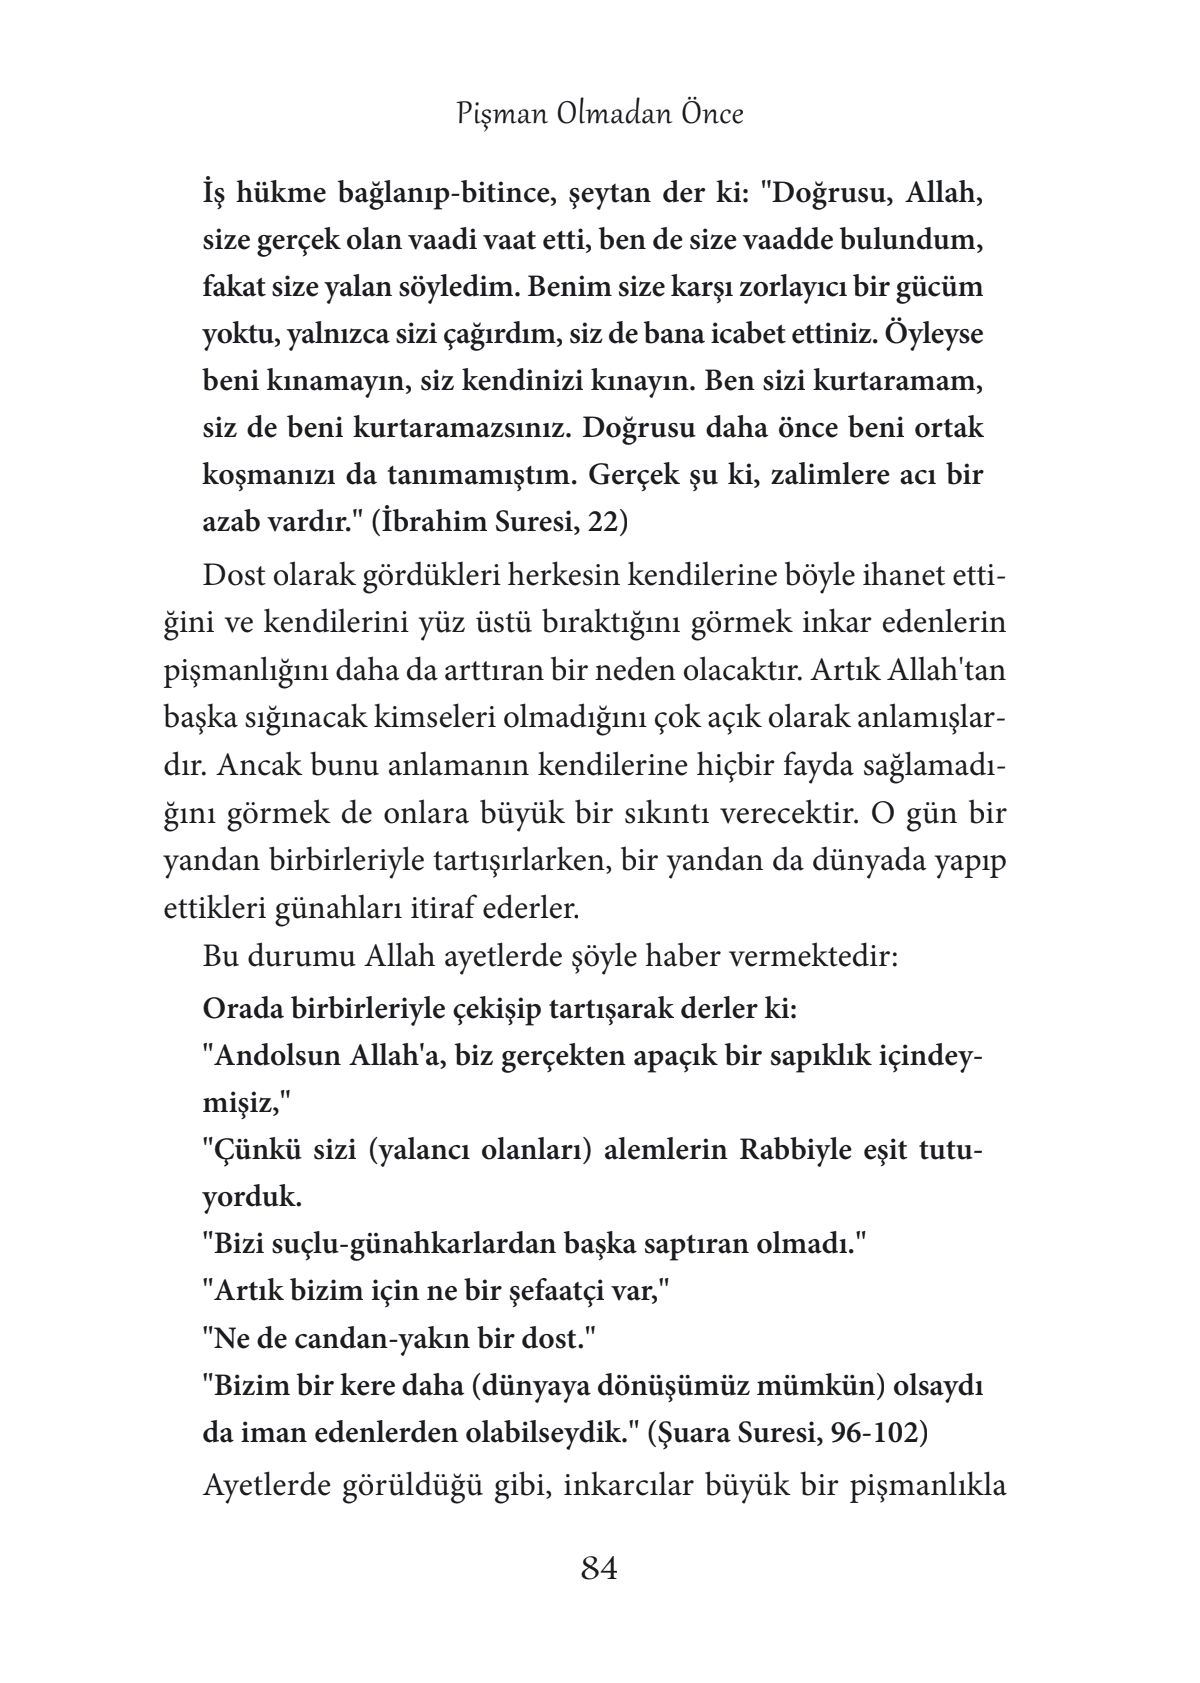 Pişman Olmadan Önce
İş hükme bağlanıp-bitince, şeytan der ki: "Doğrusu, Allah,
size gerçek olan vaadi vaat etti, ben de size vaadde bulundum,
fakat size yalan söyledim. Benim size karşı zorlayıcı bir gücüm
yoktu, yalnızca sizi çağırdım, siz de bana icabet ettiniz. Öyleyse
beni kınamayın, siz kendinizi kınayın. Ben sizi kurtaramam,
siz de beni kurtaramazsınız. Doğrusu daha önce beni ortak
koşmanızı da tanımamıştım. Gerçek şu ki, zalimlere acı bir
azab vardır." (İbrahim Suresi, 22)
Dost olarak gördükleri herkesin kendilerine böyle ihanet etti-
ğini ve kendilerini yüz üstü bıraktığını görmek inkar edenlerin
pişmanlığını daha da arttıran bir neden olacaktır. Artık Allah'tan
başka sığınacak kimseleri olmadığını çok açık olarak anlamışlar-
dır. Ancak bunu anlamanın kendilerine hiçbir fayda sağlamadı-
ğını görmek de onlara büyük bir sıkıntı verecektir. O gün bir
yandan birbirleriyle tartışırlarken, bir yandan da dünyada yapıp
ettikleri günahları itiraf ederler.
Bu durumu Allah ayetlerde şöyle haber vermektedir:
Orada birbirleriyle çekişip tartışarak derler ki:
"Andolsun Allah'a, biz gerçekten apaçık bir sapıklık içindey-
mişiz,"
"Çünkü sizi (yalancı olanları) alemlerin Rabbiyle eşit tutu-
yorduk.
"Bizi suçlu-günahkarlardan başka saptıran olmadı."
"Artık bizim için ne bir şefaatçi var,"
"Ne de candan-yakın bir dost."
"Bizim bir kere daha (dünyaya dönüşümüz mümkün) olsaydı
da iman edenlerden olabilseydik." (Şuara Suresi, 96-102)
Ayetlerde görüldüğü gibi, inkarcılar büyük bir pişmanlıkla
84